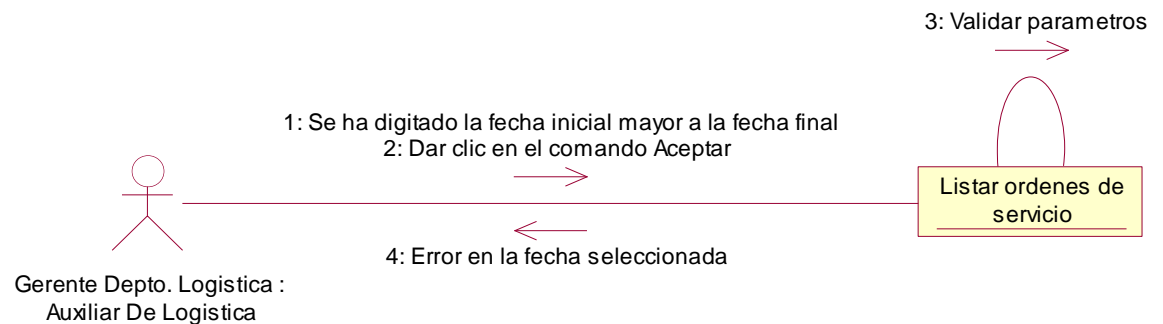 3: Validar parametros
1: Se ha digitado la fecha inicial mayor a la fecha final
2: Dar clic en el comando Aceptar
Listar ordenes de
servicio
4: Error en la fecha seleccionada
Gerente Depto. Logistica :
Auxiliar De Logistica